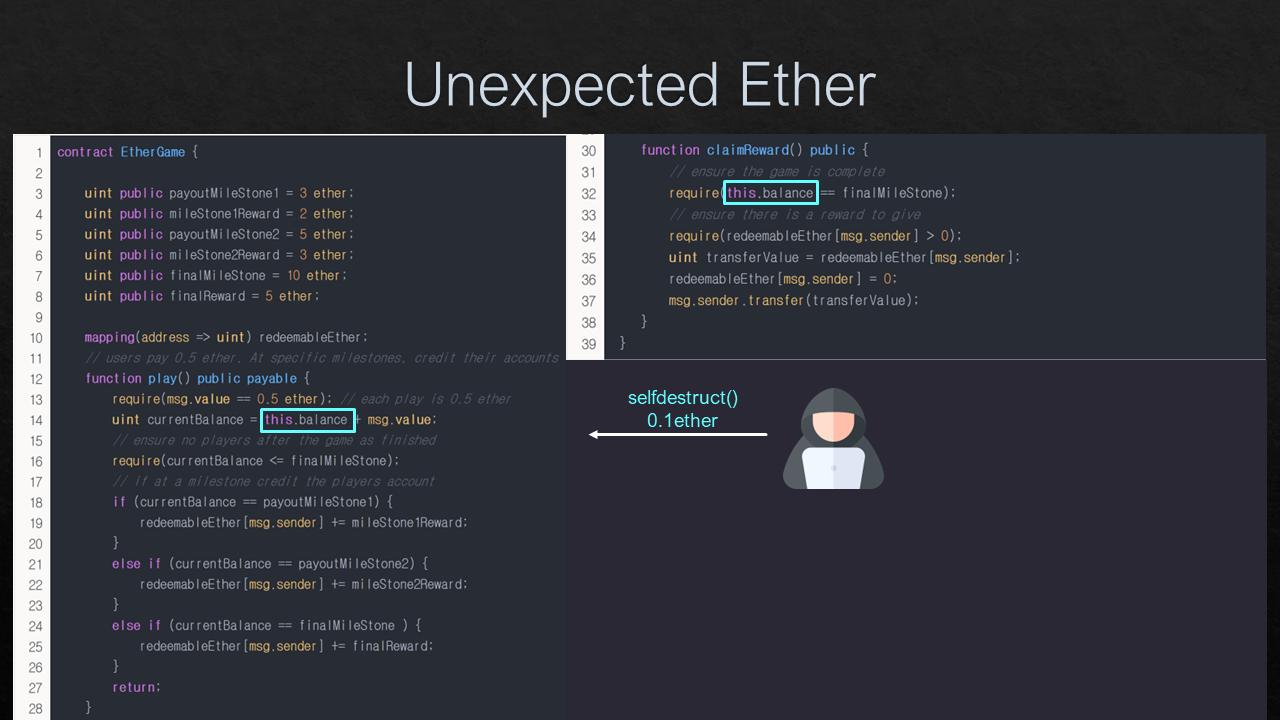 Unexpected Ether
1 contract EtherGame {
2
3 uint public payoutMileStone1 = 3 ether;
4 uint public mileStone1Reward = 2 ether;
5 uint public payoutMileStone2 = 5 ether;
6 uint public mileStone2Reward = 3 ether;
7 uint public finalMileStone = 10 ether;
8 uint public finalReward = 5 ether;
9
10 mapping(address => uint) redeemableEther;
11 // users pay 0.5 ether. At specific milestones, credit their accounts
12 function play() public payable {
13 require(msg.value == 0.5 ether); // each play is 0.5 ether
14 uint currentBalance = this.balance + msg.value;
15 // ensure no players after the game as finished
16 require(currentBalance <= finalMileStone);
17 // if at a milestone credit the players account
18 if (currentBalance == payoutMileStone1) {
19 redeemableEther[msg.sender] += mileStone1Reward;
20 }
21 else if (currentBalance == payoutMileStone2) {
22 redeemableEther[msg.sender] += mileStone2Reward;
23 }
24 else if (currentBalance == finalMileStone ) {
25 redeemableEther[msg.sender] += finalReward;
26 }
27 return;
28 }
30 function claimReward() public {
31 // ensure the game is complete
32 require(this.balance == finalMileStone);
33 // ensure there is a reward to give
34 require(redeemableEther[msg.sender] > 0);
35 uint transferValue = redeemableEther[msg.sender];
36 redeemableEther[msg.sender] = 0;
37 msg.sender.transfer(transferValue);
38 }
39 }
selfdestruct()
0.1ether